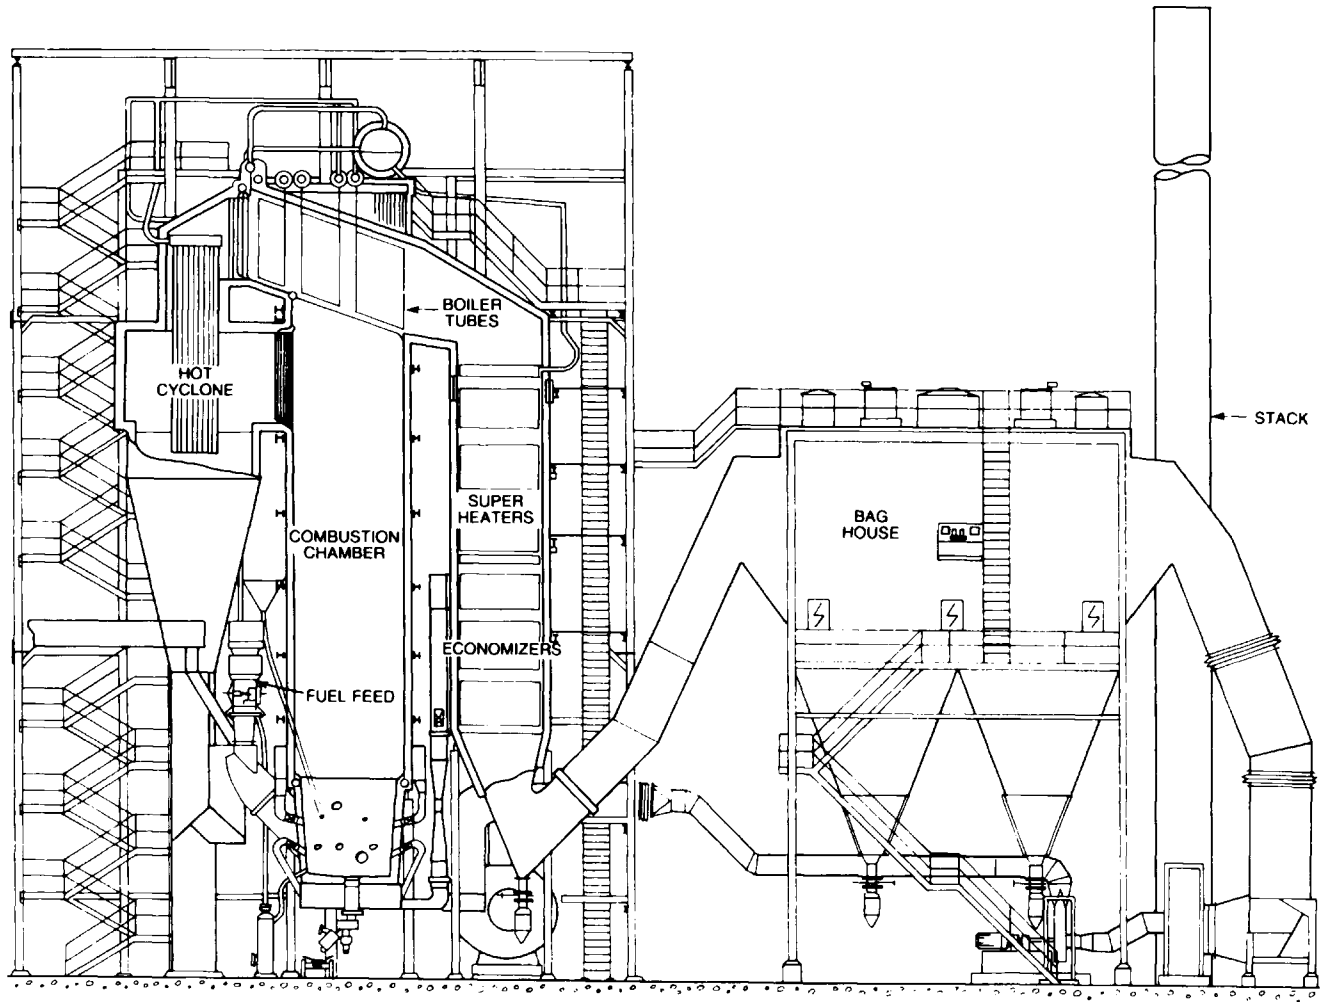 BOILER
TUBES
HOT
CYCLONE
STACK
SUPER
HEATERS
BAG
HOUSE
COMBUSTION
CHAMBER
ECONOMIZERS
FUEL FEED